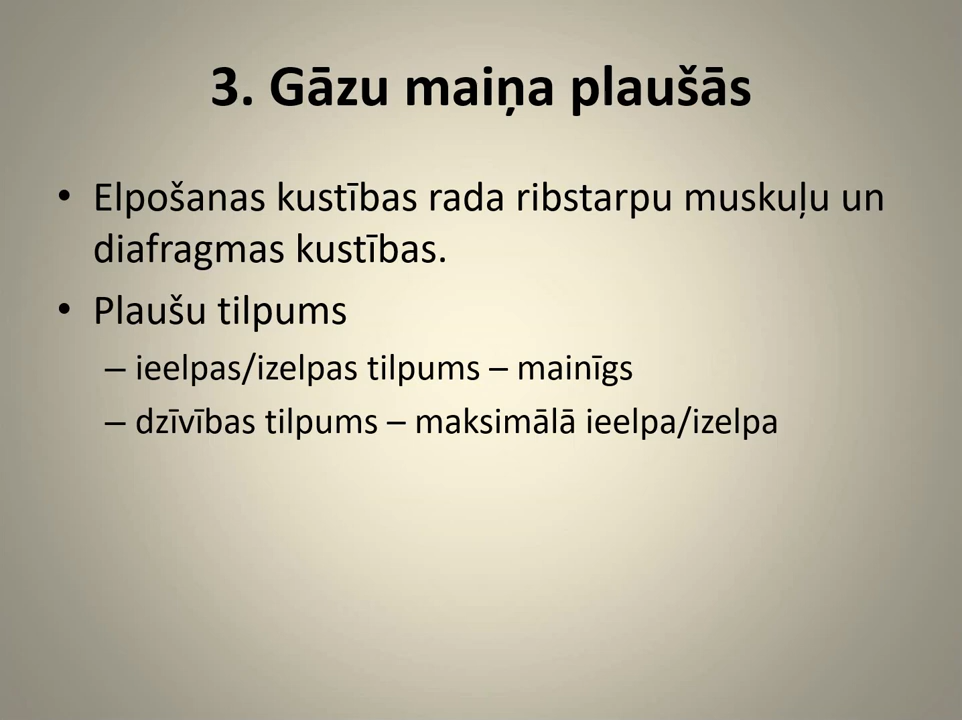 3. Gāzu maiņa plaušās
• Elpošanas kustības rada ribstarpu muskuļu un
diafragmas kustības.
• Plaušu tilpums
– ieelpas/izelpas tilpums – mainīgs
– dzīvības tilpums – maksimālā ieelpa/izelpa